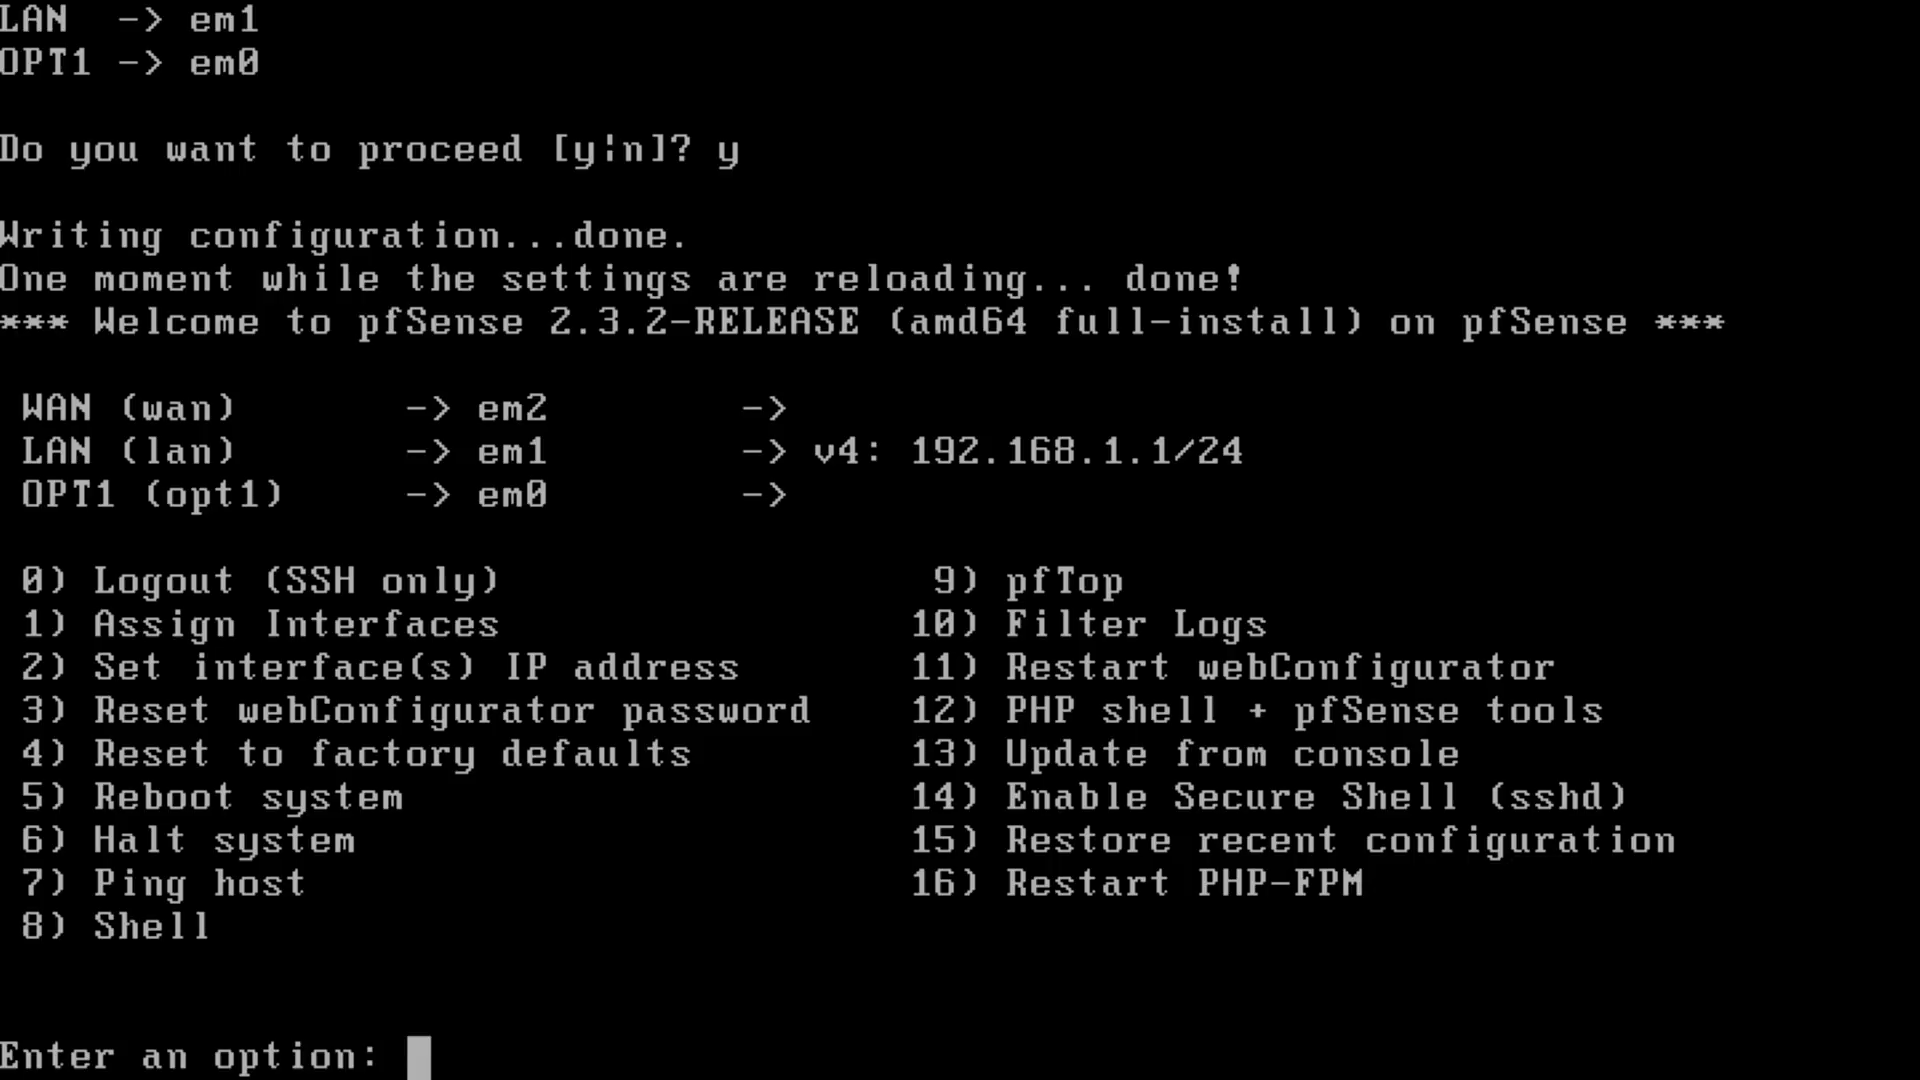 LAN  -> em1
OPT1 -> em0
Do you want to proceed [y|n]? y
Writing configuration...done.
One moment while the settings are reloading... done!
*** Welcome to pfSense 2.3.2-RELEASE (amd64 full-install) on pfSense ***
WAN (wan)       -> em2        ->
LAN (lan)       -> em1        -> v4: 192.168.1.1/24
OPT1 (opt1)     -> em0        ->
0) Logout (SSH only)                  9) pfTop
1) Assign Interfaces                 10) Filter Logs
2) Set interface(s) IP address       11) Restart webConfigurator
3) Reset webConfigurator password    12) PHP shell + pfSense tools
4) Reset to factory defaults         13) Update from console
5) Reboot system                     14) Enable Secure Shell (sshd)
6) Halt system                       15) Restore recent configuration
7) Ping host                         16) Restart PHP-FPM
8) Shell
Enter an option: